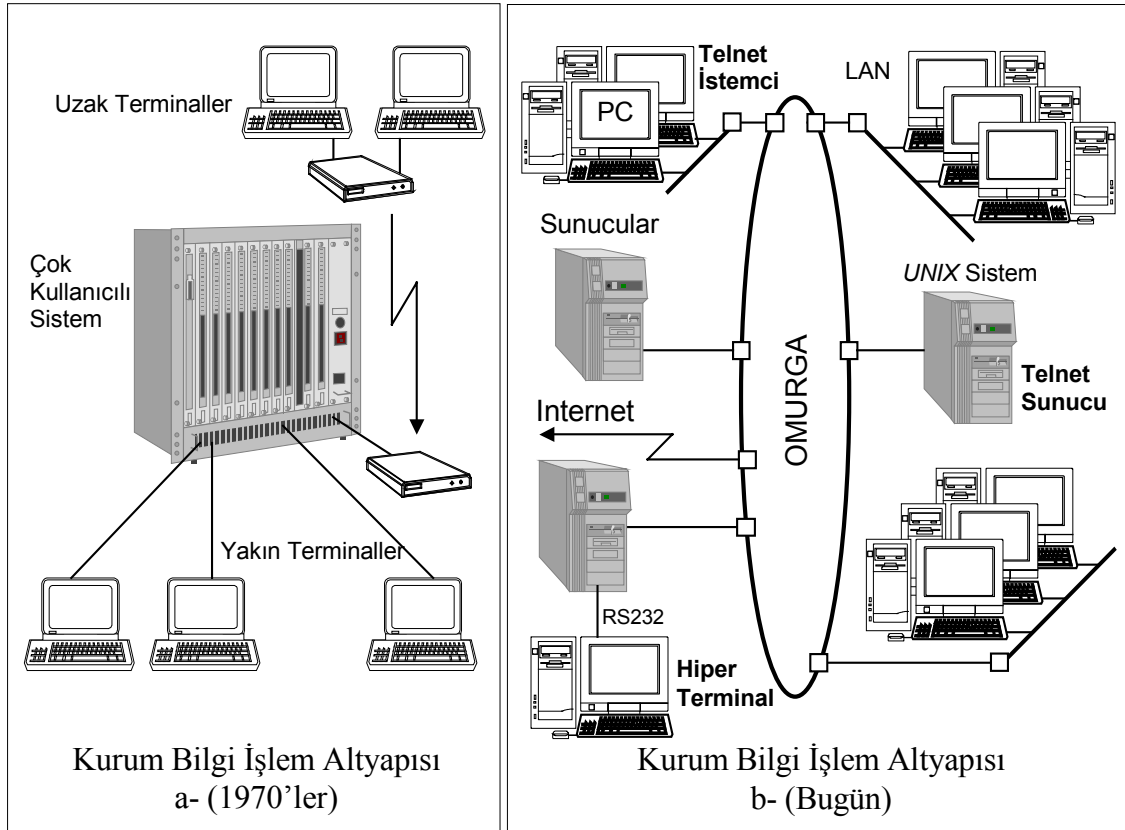 Uzak Terminaller
Çok
Kullanıcılı
Sistem
Yakın Terminaller
Kurum Bilgi İşlem Altyapısı
a- (1970’ler)
Telnet
İstemci
PC
LAN
Sunucular
UNIX Sistem
Telnet
Sunucu
OMURGA
Internet
RS232
Hiper
Terminal
Kurum Bilgi İşlem Altyapısı
b- (Bugün)